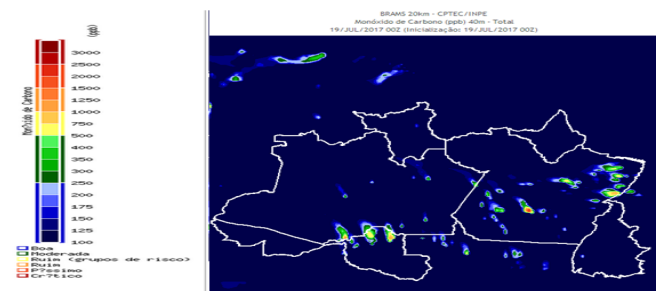 BRAMS 20km - CPTEC/INPE
Monóxido de Carbono (ppb) 40m - Total
19/JUL/2017 00Z (Inicialização: 19/JUL/2017 00Z)
(ppb)
Mon?xido de Carbono
3000
2500
2000
1500
1250
1000
750
500
400
350
300
250
200
175
150
125
100
Boa
Moderada
Ruim (grupos de risco)
Ruim
P?ssimo
Cr?tico